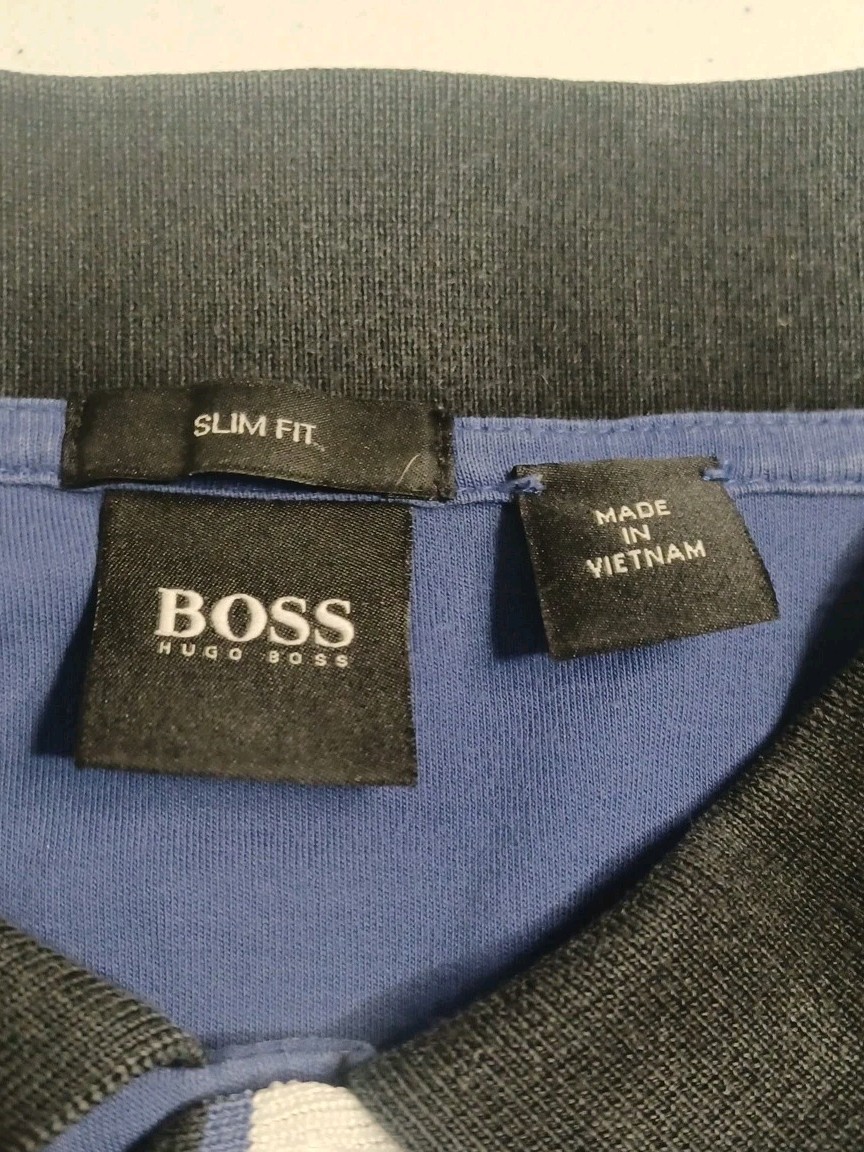 SLIM FIT
BOSS
HUGO BOSS
MADE
IN
VIETNAM